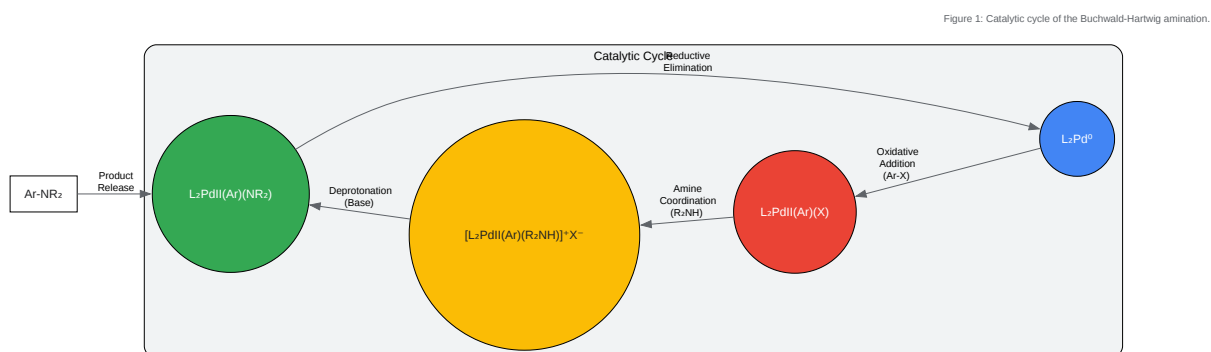 Figure 1: Catalytic cycle of the Buchwald-Hartwig amination.
Catalytic Cycle
Reductive
Elimination
L₂Pd⁰
Oxidative
Addition
(Ar-X)
Product
Release
Ar-NR₂
L₂PdII(Ar)(NR₂)
Deprotonation
(Base)
Amine
Coordination
(R₂NH)
L₂PdII(Ar)(X)
[L₂PdII(Ar)(R₂NH)]⁺X⁻